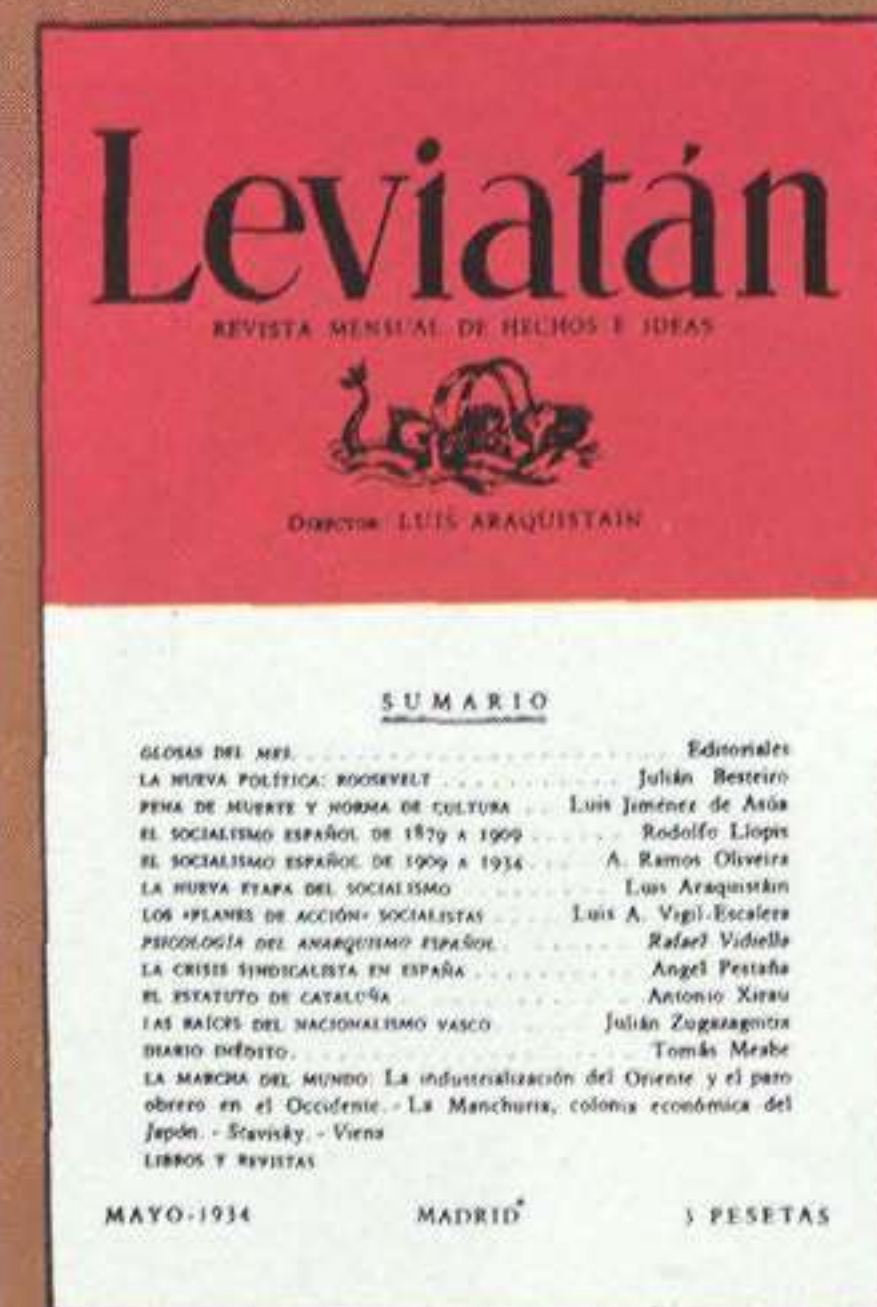 Leviatán
REVISTA MENSUAL DE HECHOS E IDEAS
DIRECTOR: LUIS ARAQUISTAIN
SUMARIO
GLOSAS DEL MES. Editoriales
LA NUEVA POLÍTICA: ROOSEVELT Julián Besteiro
PENA DE MUERTE Y NORMA DE CULTURA Luis Jiménez de Asúa
EL SOCIALISMO ESPAÑOL DE 1879 A 1909 Rodolfo Llopis
EL SOCIALISMO ESPAÑOL DE 1909 A 1934 A. Ramos Oliveira
LA NUEVA ETAPA DEL SOCIALISMO Luis Araquistáin
LOS «PLANES DE ACCIÓN» SOCIALISTAS Luis A. Vigil-Escalera
PSICOLOGÍA DEL ANARQUISMO ESPAÑOL Rafael Vidiella
LA CRISIS SINDICALISTA EN ESPAÑA Angel Pestaña
EL ESTATUTO DE CATALUÑA Antonio Xirau
LAS RAÍCES DEL NACIONALISMO VASCO Julián Zugazagoitia
DIARIO INÉDITO. Tomás Meabe
LA MARCHA DEL MUNDO: La industrialización del Oriente y el paro
obrero en el Occidente. - La Manchuria, colonia económica del
Japón. - Stavisky. - Viena
LIBROS Y REVISTAS
MAYO-1934 MADRID 3 PESETAS